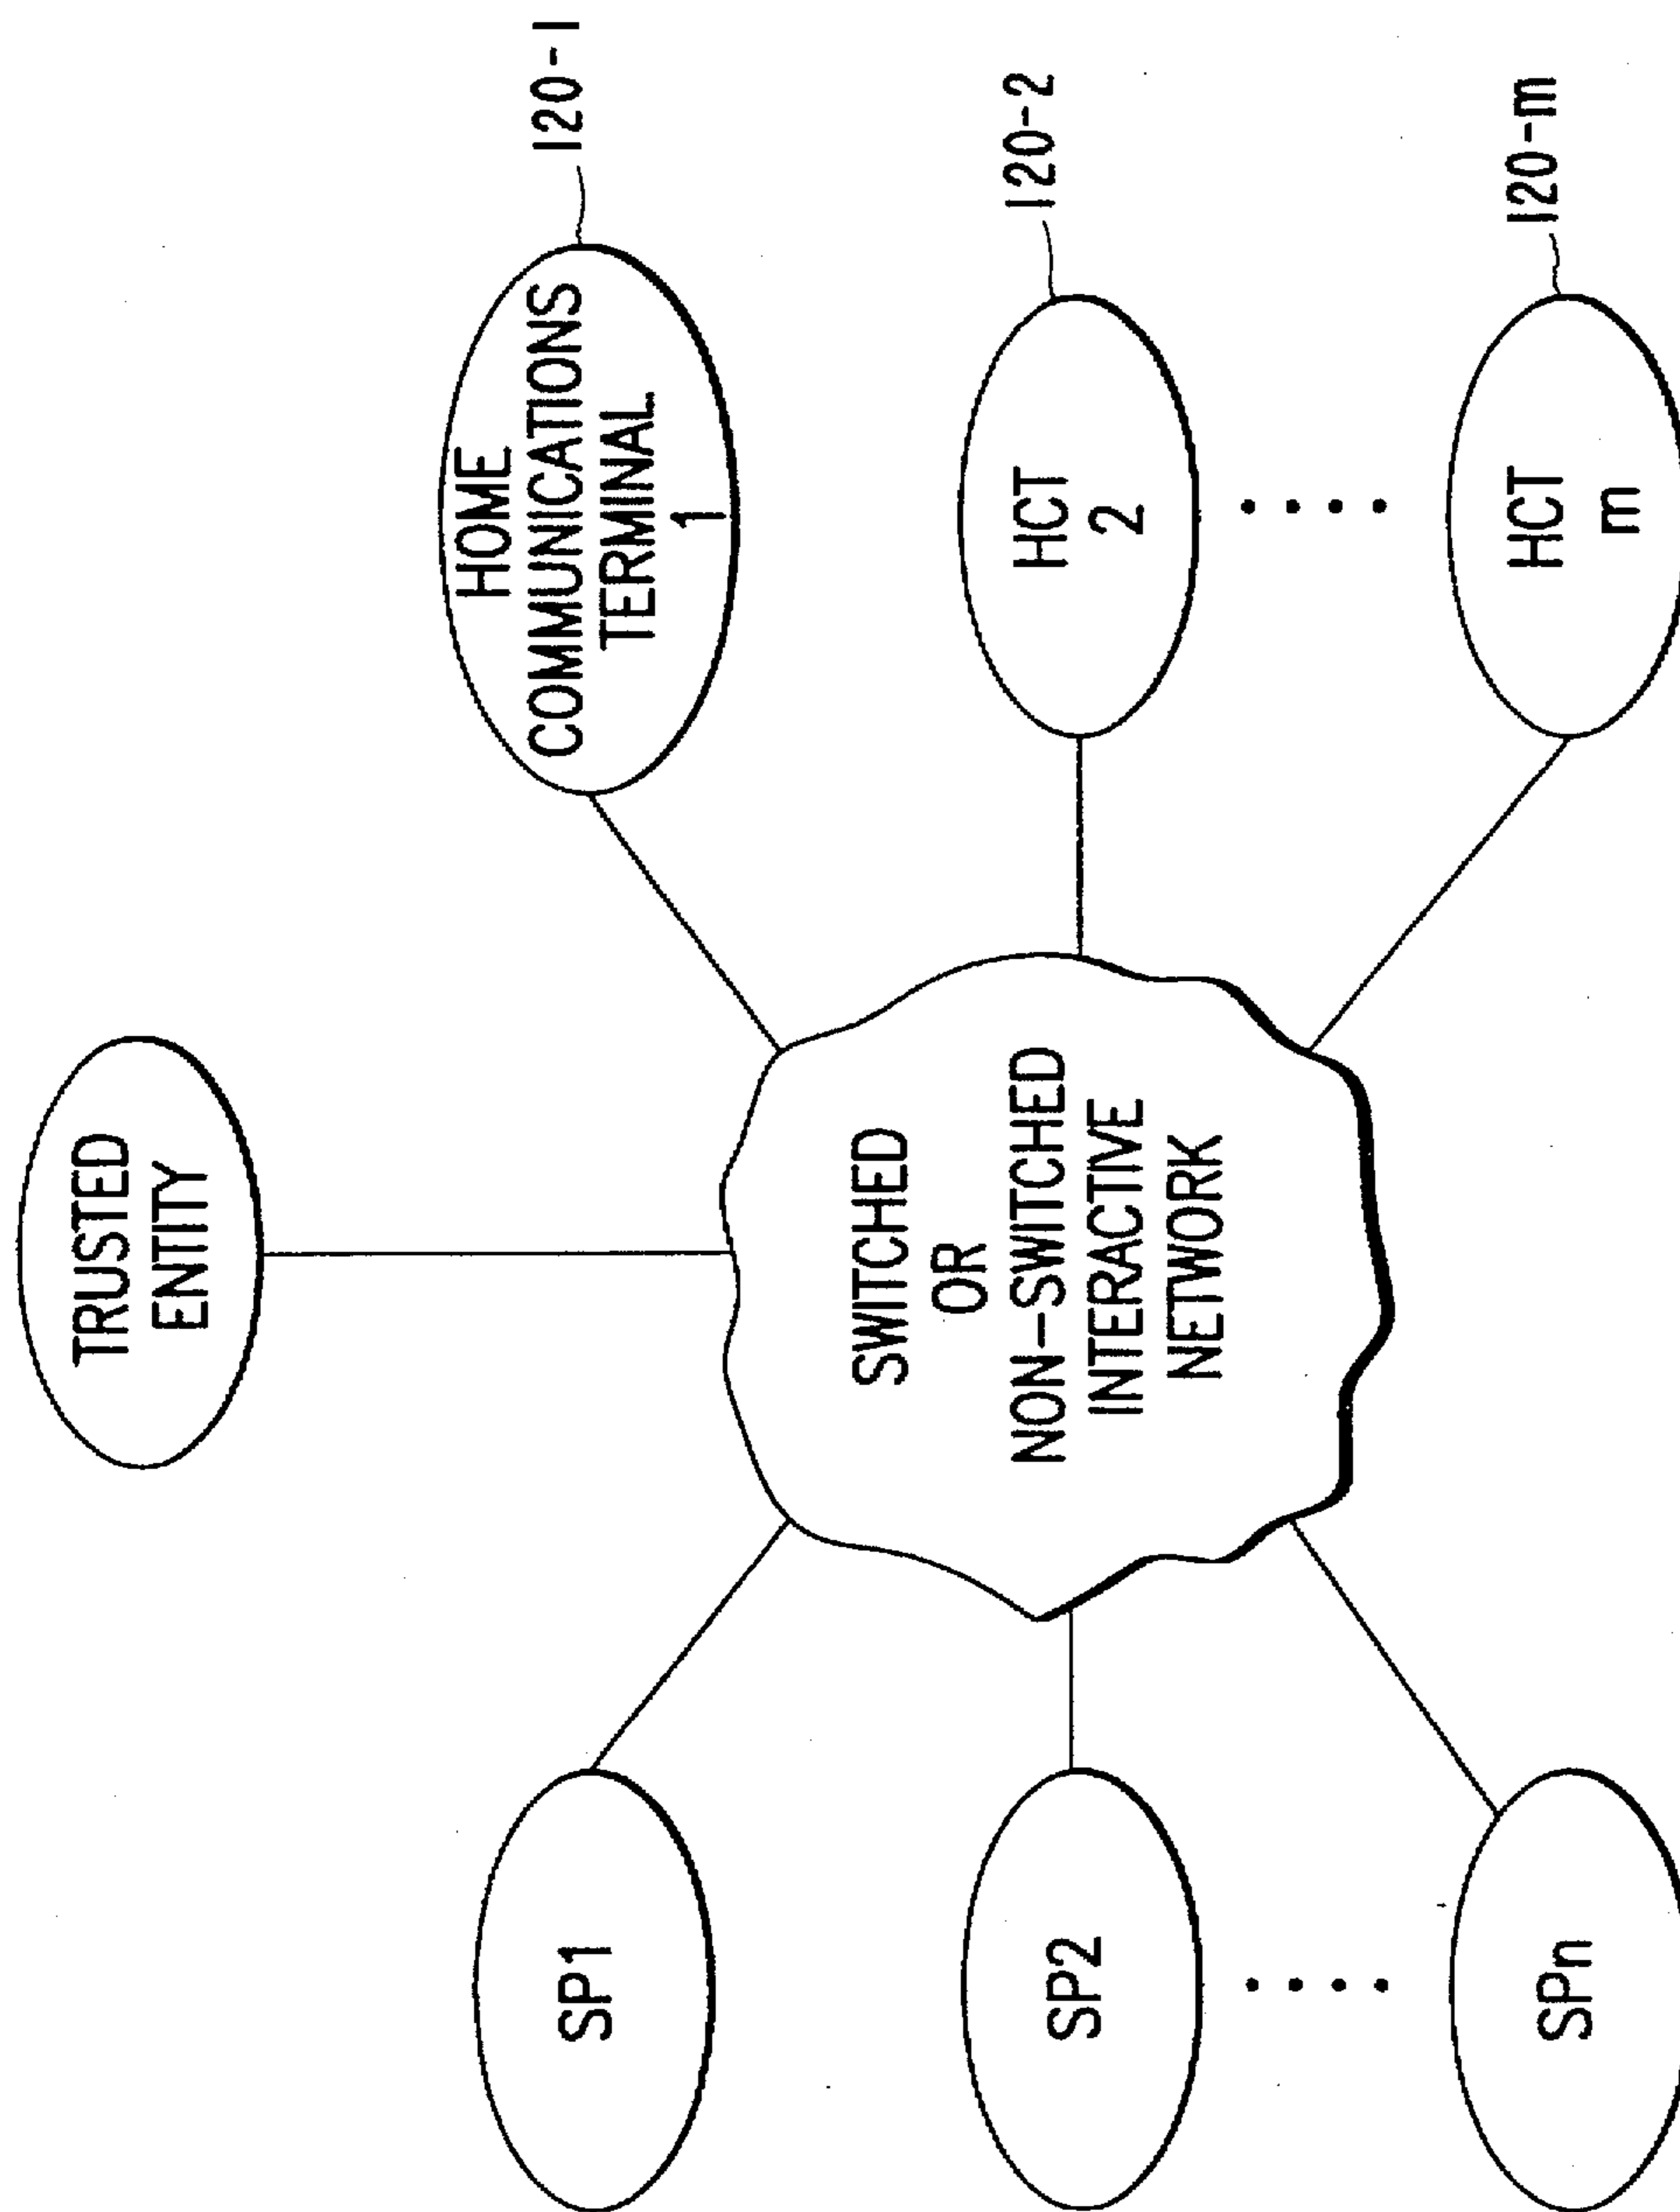 TRUSTED
ENTITY
SP1
SP2
SPn
SWITCHED
OR
NON-SWITCHED
INTERACTIVE
NETWORK
HOME
COMMUNICATIONS
TERMINAL
1
120-1
HCT
2
120-2
HCT
m
120-m